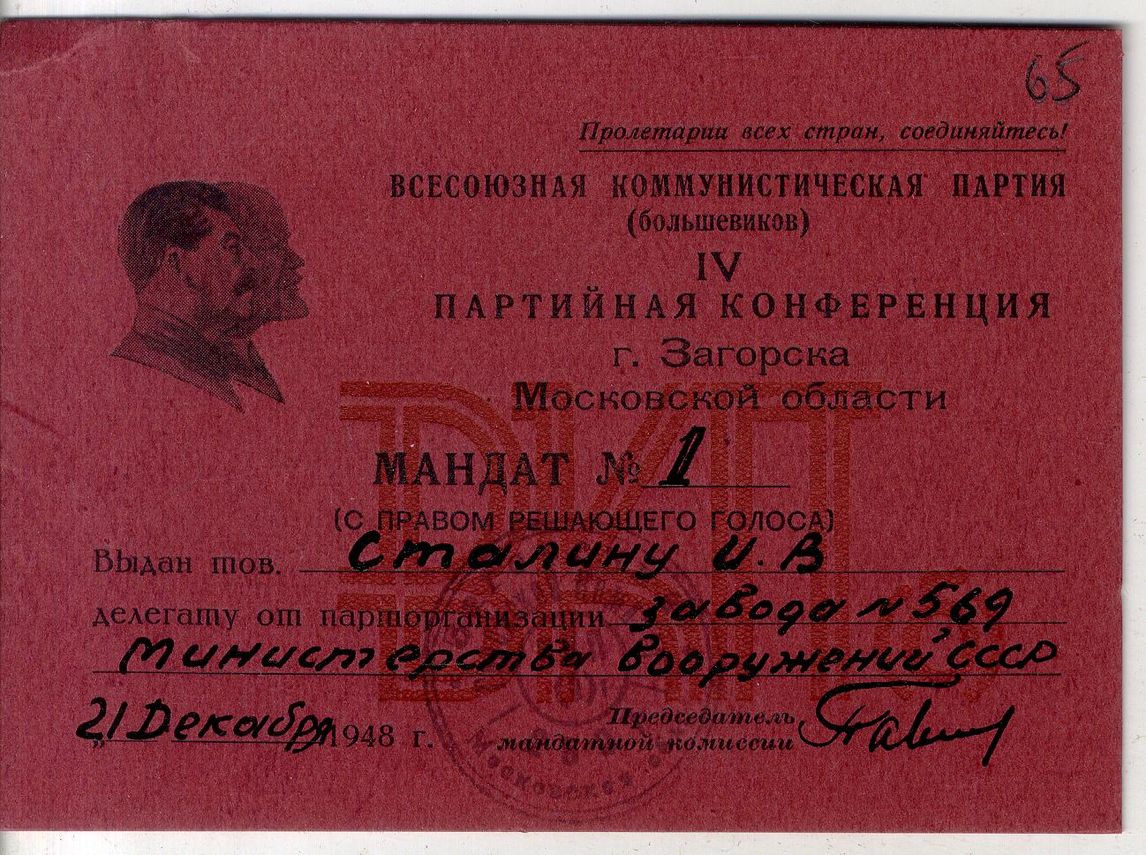 65
Пролетарии всех стран, соединяйтесь!
ВСЕСОЮЗНАЯ КОММУНИСТИЧЕСКАЯ ПАРТИЯ
(большевиков)
IV
ПАРТИЙНАЯ КОНФЕРЕНЦИЯ
г. Загорска
Московской области
ВКП(б)
МАНДАТ № 1
(С ПРАВОМ РЕШАЮЩЕГО ГОЛОСА)
Выдан тов. Сталину И. В
делегату от парторганизации завода N 569
Министерства вооружений СССР
„21 Декабря 1948 г.
Председатель
мандатной комиссии
Московская